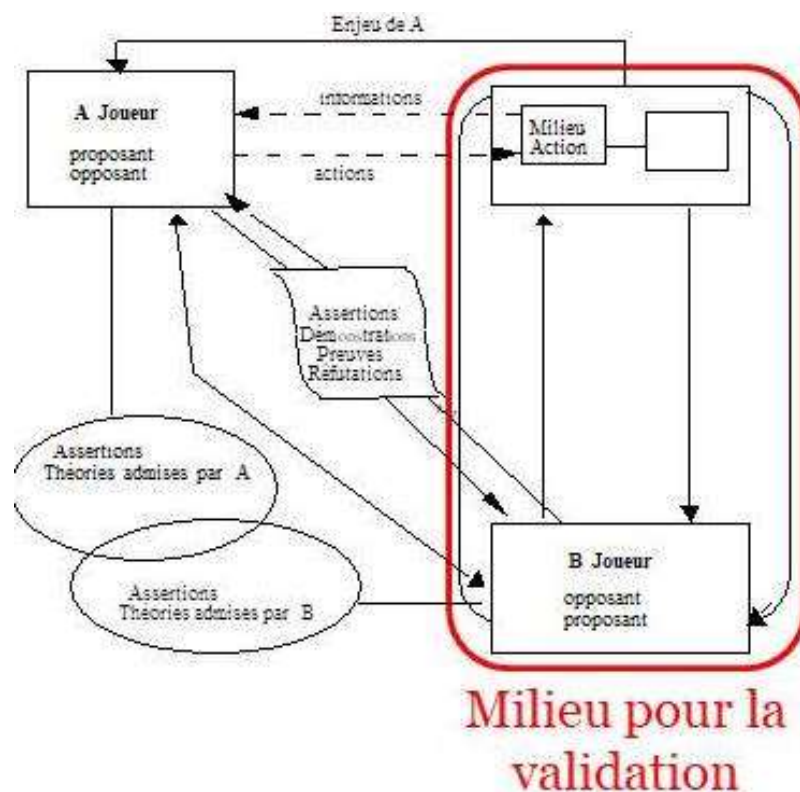 Enjeu de A
A Joueur
proposant
opposant
informations
actions
Milieu
Action
Assertions
Démonstrations
Preuves
Réfutations
Assertions
Théories admises par A
Assertions
Théories admises par B
B Joueur
opposant
proposant
Milieu pour la
validation